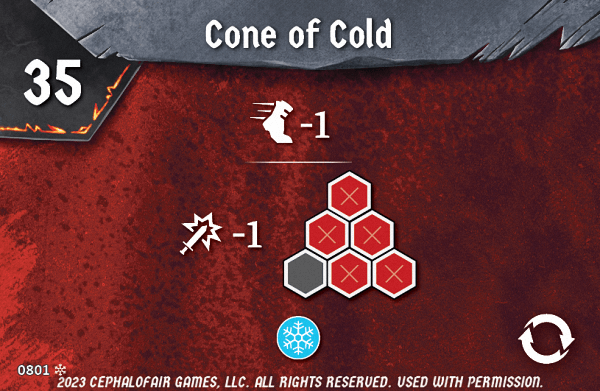 Cone of Cold
35
-1
-1
0801
2023 CEPHALOFAIR GAMES, LLC. ALL RIGHTS RESERVED. USED WITH PERMISSION.